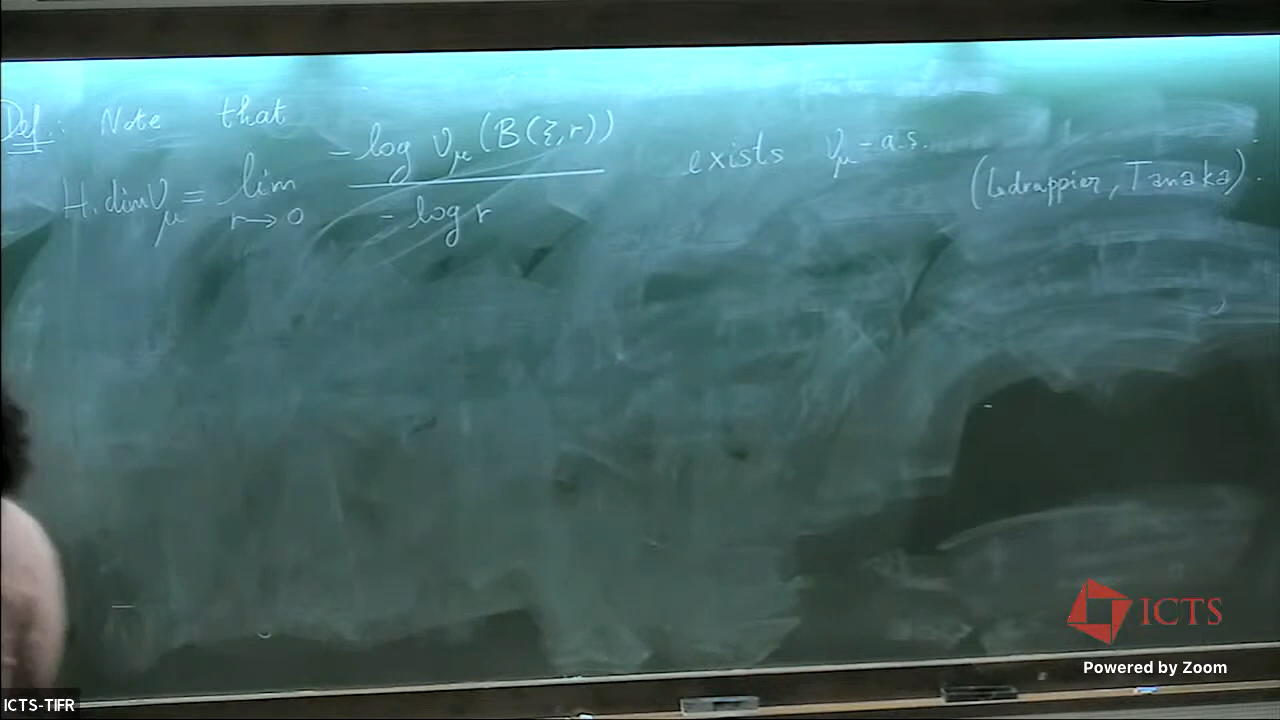 Def: Note that
H.dim ν_μ = lim_{r→0} -log ν_μ (B(ξ,r)) / -log r exists ν_μ-a.s. (Ledrappier, Tanaka).
ICTS
Powered by Zoom
ICTS-TIFR